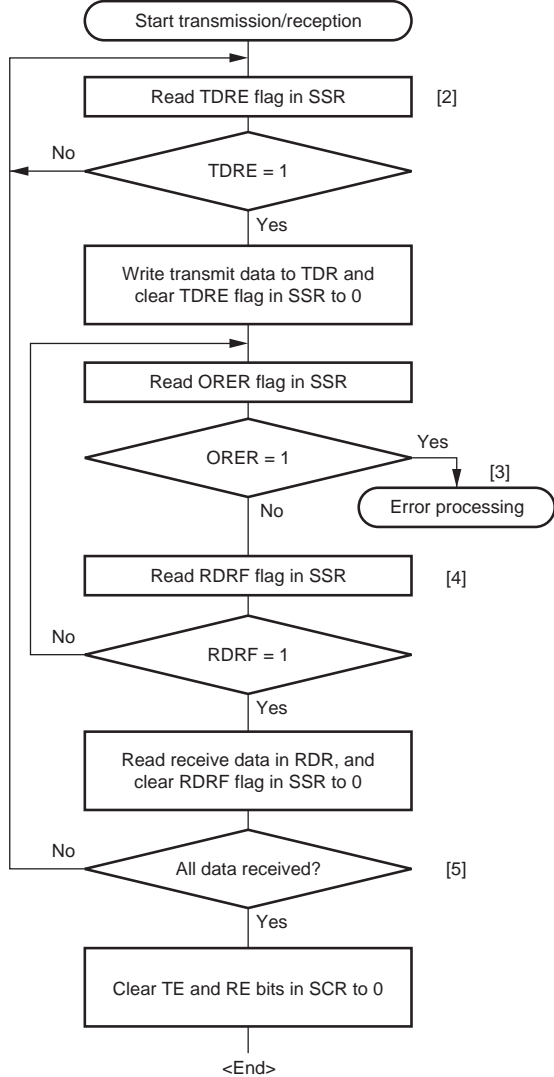 Start transmission/reception
Read TDRE flag in SSR
[2]
No
TDRE = 1
Yes
Write transmit data to TDR and
clear TDRE flag in SSR to 0
Read ORER flag in SSR
ORER = 1
Yes
[3]
Error processing
No
Read RDRF flag in SSR
[4]
No
RDRF = 1
Yes
Read receive data in RDR, and
clear RDRF flag in SSR to 0
No
All data received?
[5]
Yes
Clear TE and RE bits in SCR to 0
<End>